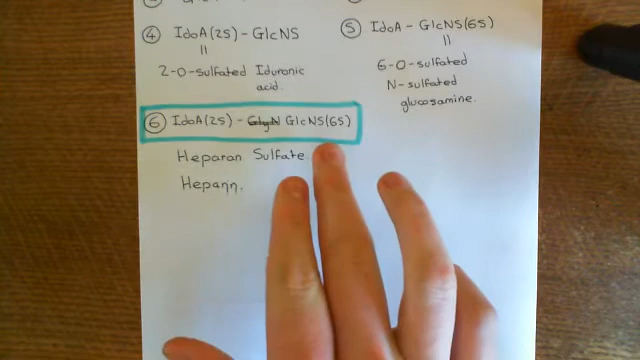 ④ IdoA(2S) - GlcNS
=
2-O-sulfated Iduronic
acid.
⑤ IdoA - GlcNS(6S)
=
6-O-sulfated
N-sulfated
glucosamine.
⑥ IdoA(2S) - GlyN GlcNS(6S)
Heparan Sulfate
Heparin.